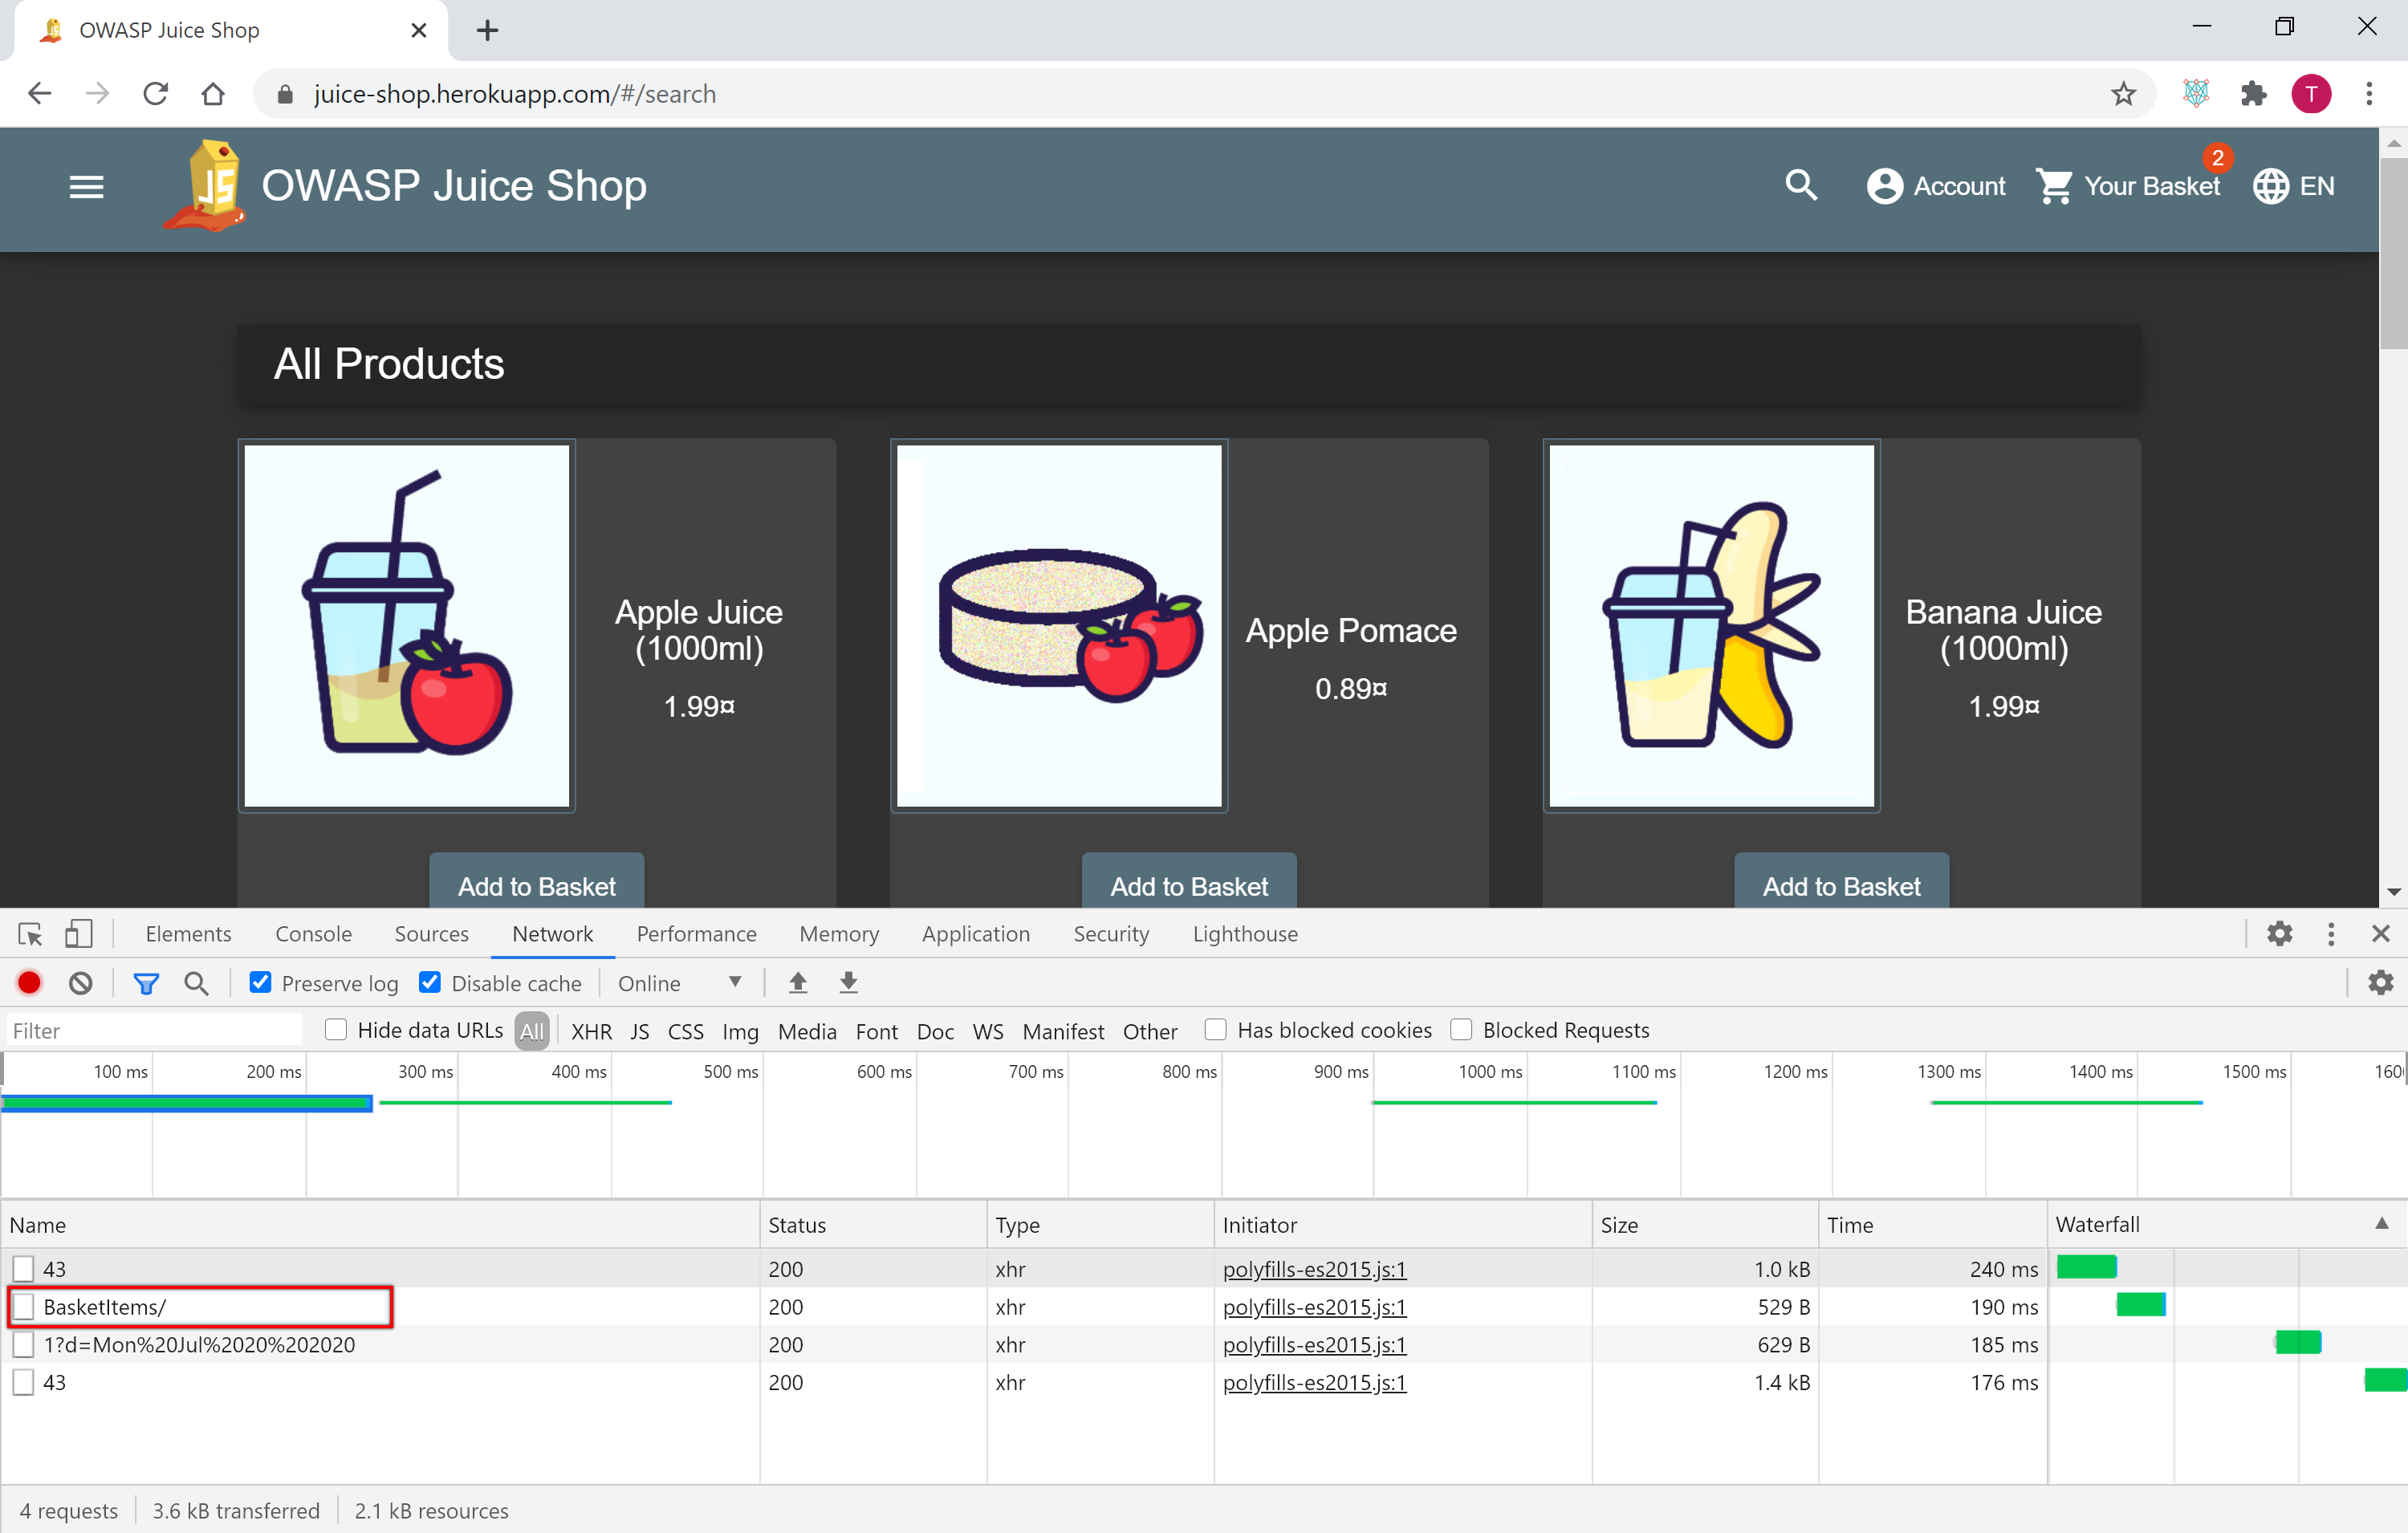 OWASP Juice Shop
juice-shop.herokuapp.com/#/search
T
JS
OWASP Juice Shop
Account
Your Basket
2
EN
All Products
Apple Juice
(1000ml)
1.99¤
Add to Basket
Apple Pomace
0.89¤
Add to Basket
Banana Juice
(1000ml)
1.99¤
Add to Basket
Elements Console Sources Network Performance Memory Application Security Lighthouse
Preserve log Disable cache Online
Filter Hide data URLs All XHR JS CSS Img Media Font Doc WS Manifest Other Has blocked cookies Blocked Requests
100 ms 200 ms 300 ms 400 ms 500 ms 600 ms 700 ms 800 ms 900 ms 1000 ms 1100 ms 1200 ms 1300 ms 1400 ms 1500 ms 160
Name Status Type Initiator Size Time Waterfall
43 200 xhr polyfills-es2015.js:1 1.0 kB 240 ms
BasketItems/ 200 xhr polyfills-es2015.js:1 529 B 190 ms
1?d=Mon%20Jul%2020%202020 200 xhr polyfills-es2015.js:1 629 B 185 ms
43 200 xhr polyfills-es2015.js:1 1.4 kB 176 ms
4 requests 3.6 kB transferred 2.1 kB resources